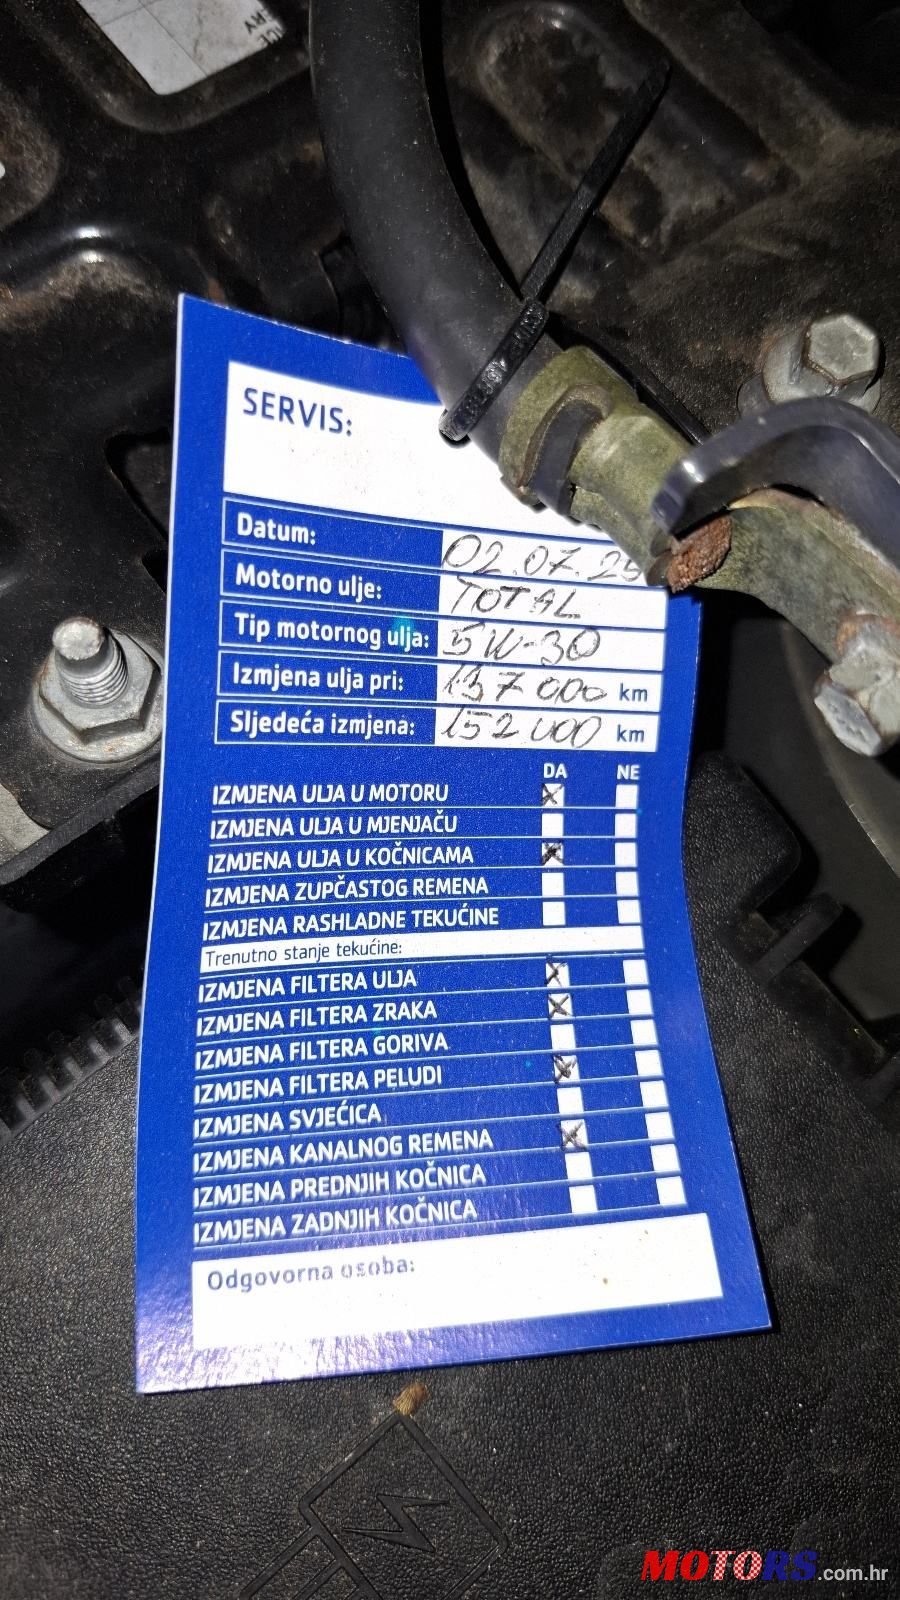 SERVIS:
Datum: 02.07.25
Motorno ulje: TOTAL
Tip motornog ulja: 5W-30
Izmjena ulja pri: 137 000 km
Sljedeća izmjena: 152 000 km
DA NE
IZMJENA ULJA U MOTORU
IZMJENA ULJA U MJENJAČU
IZMJENA ULJA U KOČNICAMA
IZMJENA ZUPČASTOG REMENA
IZMJENA RASHLADNE TEKUĆINE
Trenutno stanje tekućine:
IZMJENA FILTERA ULJA
IZMJENA FILTERA ZRAKA
IZMJENA FILTERA GORIVA
IZMJENA FILTERA PELUDI
IZMJENA SVJEĆICA
IZMJENA KANALNOG REMENA
IZMJENA PREDNJIH KOČNICA
IZMJENA ZADNJIH KOČNICA
Odgovorna osoba:
MOTORS.com.hr